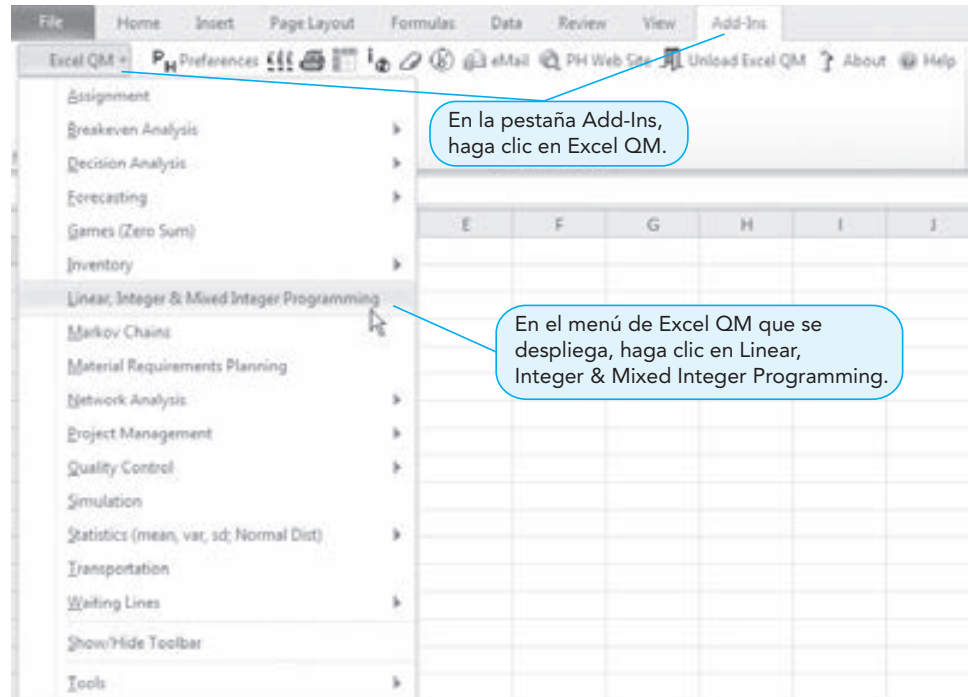 File Home Insert Page Layout Formulas Data Review View Add-Ins
Excel QM PH Preferences eMail PH Web Site Unload Excel QM ? About Help
Assignment
En la pestaña Add-Ins,
haga clic en Excel QM.
Breakeven Analysis
Decision Analysis
Forecasting
Games (Zero Sum)
E F G H I J
Inventory
Linear, Integer & Mixed Integer Programming
En el menú de Excel QM que se
despliega, haga clic en Linear,
Integer & Mixed Integer Programming.
Markov Chains
Material Requirements Planning
Network Analysis
Project Management
Quality Control
Simulation
Statistics (mean, var, sd; Normal Dist)
Transportation
Waiting Lines
Show/Hide Toolbar
Tools